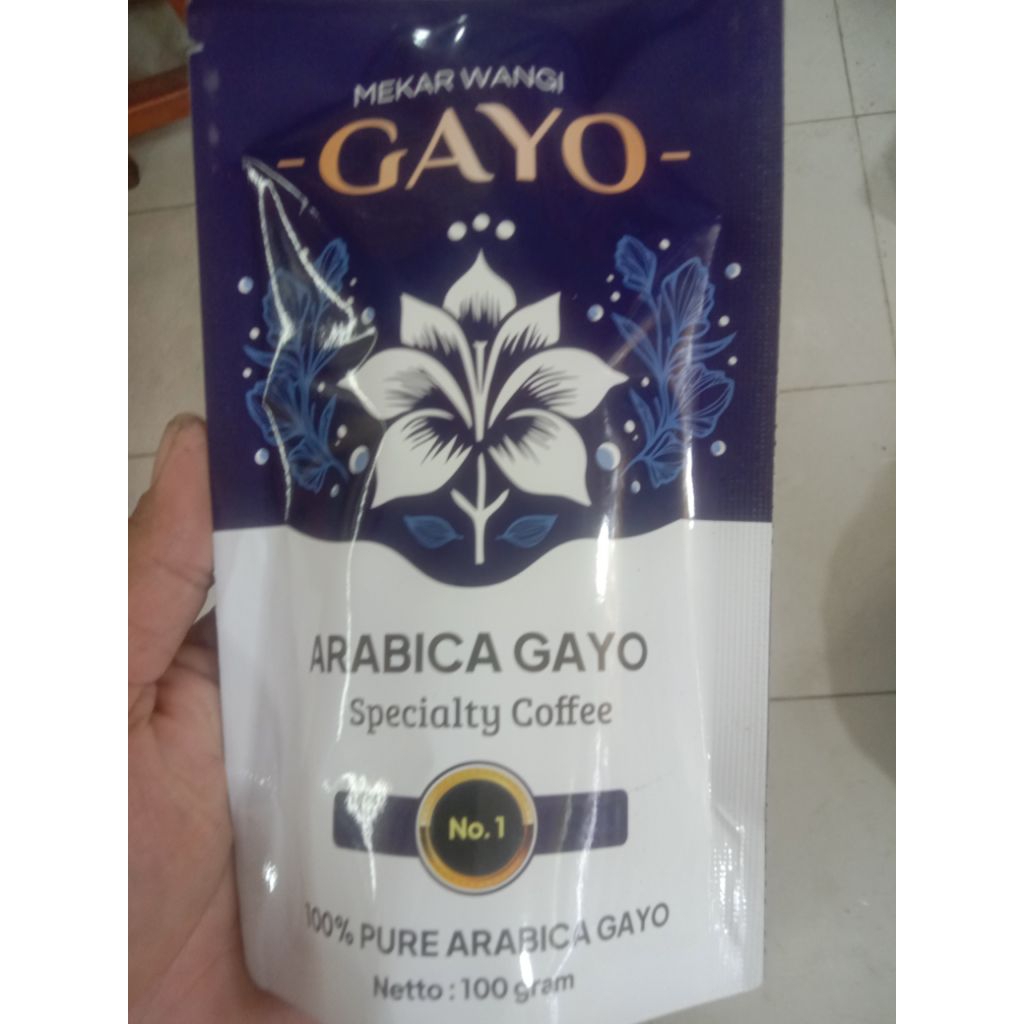 MEKAR WANGI
-GAYO-
ARABICA GAYO
Specialty Coffee
No.1
100% PURE ARABICA GAYO
Netto : 100 gram